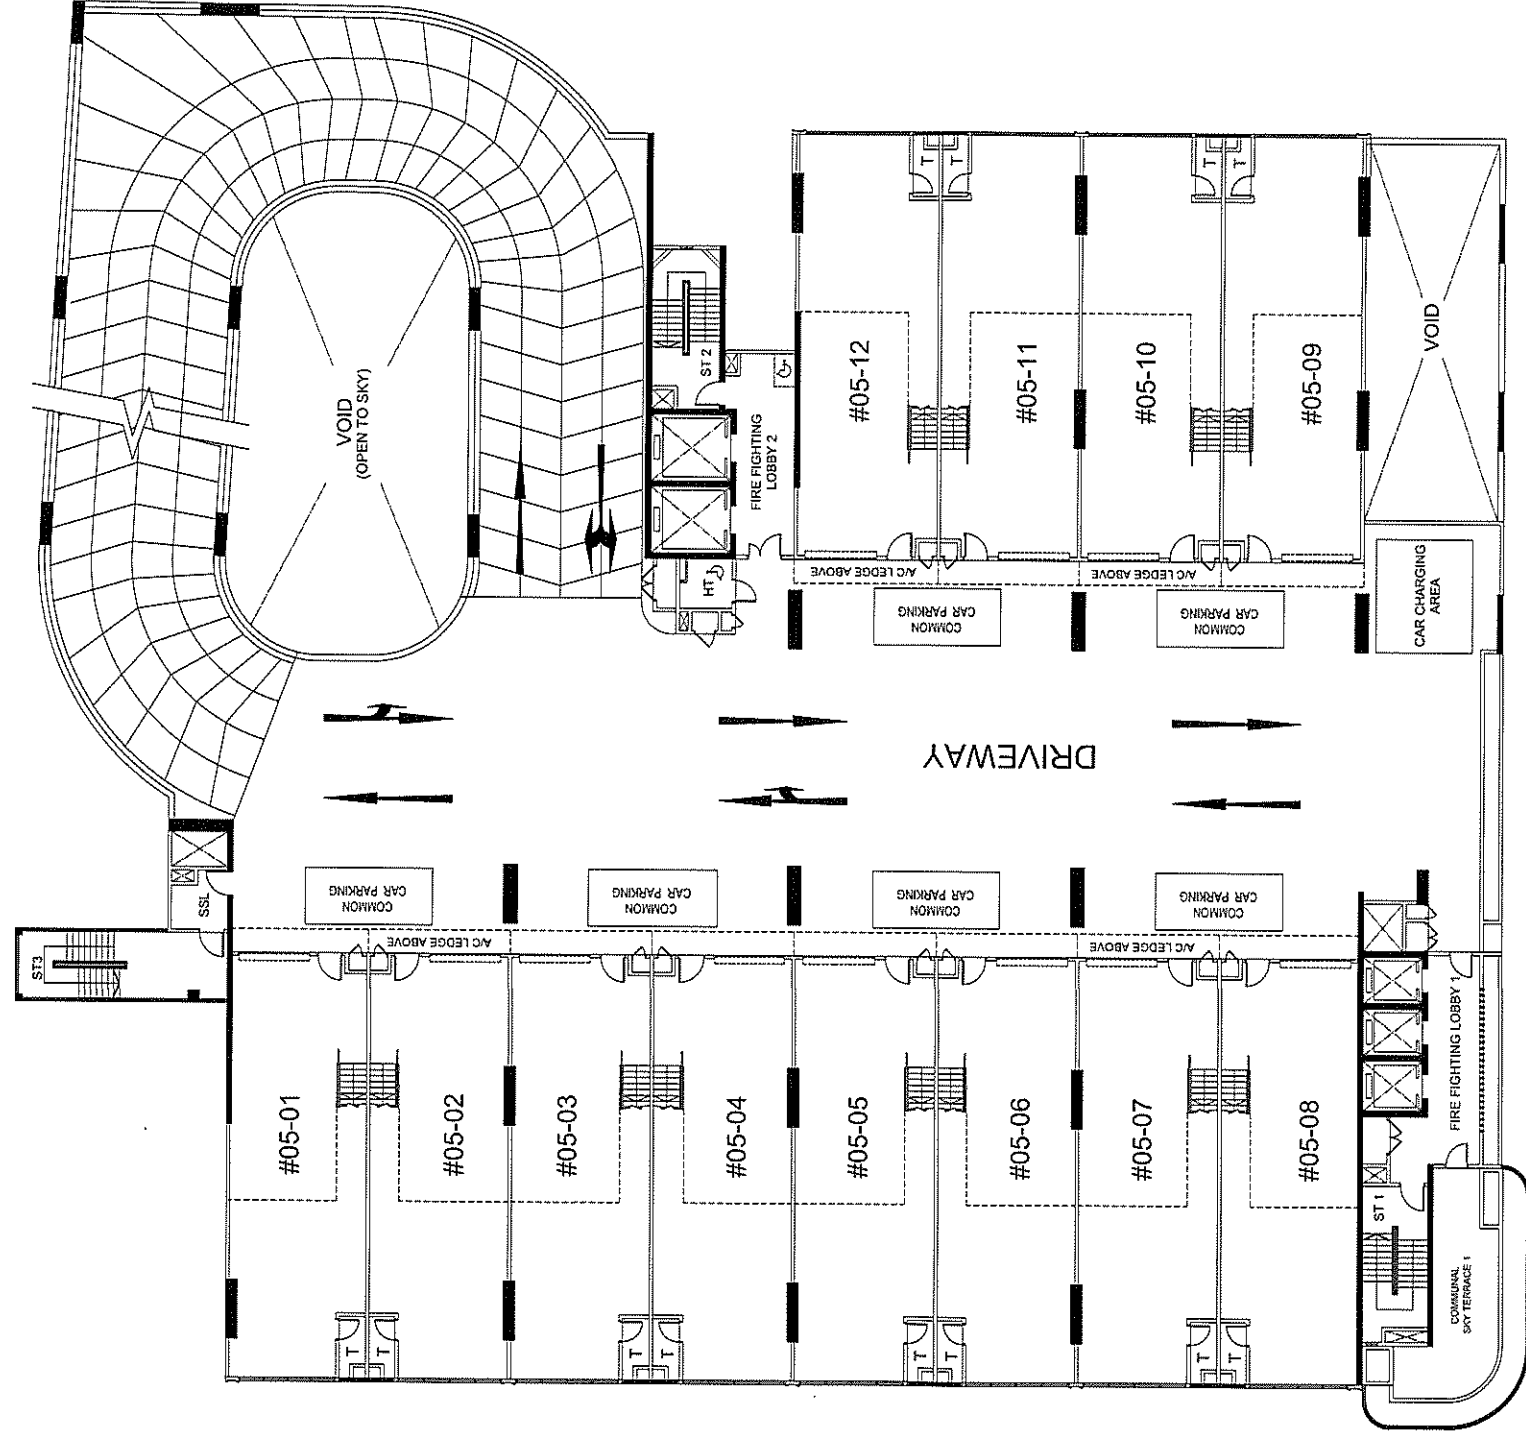 VOID
(OPEN TO SKY)
ST 2
FIRE FIGHTING
LOBBY 2
HT
T
T
T
T
#05-12
#05-11
#05-10
#05-09
VOID
A/C LEDGE ABOVE
A/C LEDGE ABOVE
COMMON
CAR PARKING
COMMON
CAR PARKING
CAR CHARGING
AREA
DRIVEWAY
SSL
ST3
COMMON
CAR PARKING
COMMON
CAR PARKING
COMMON
CAR PARKING
COMMON
CAR PARKING
A/C LEDGE ABOVE
A/C LEDGE ABOVE
#05-01
#05-02
#05-03
#05-04
#05-05
#05-06
#05-07
#05-08
FIRE FIGHTING LOBBY 1
ST 1
T
T
T
T
T
T
T
T
COMMUNAL
SKY TERRACE 1